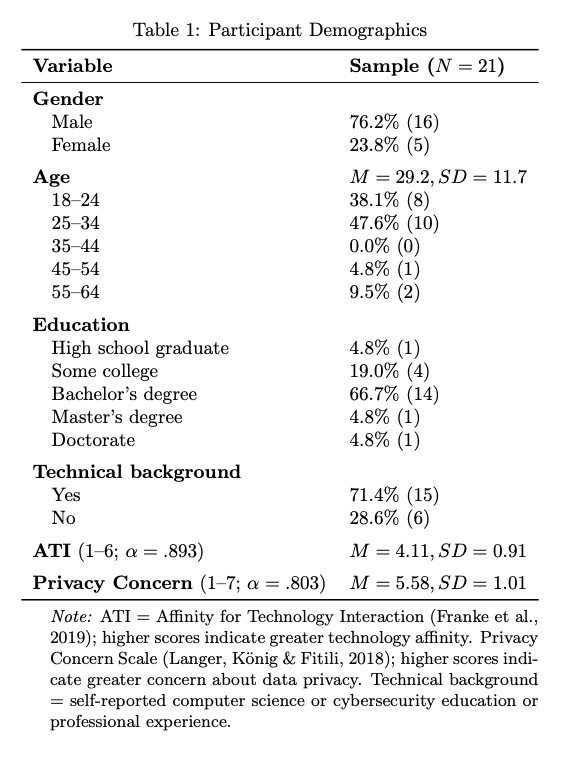 Table 1: Participant Demographics
Variable Sample (N = 21)
Gender
Male 76.2% (16)
Female 23.8% (5)
Age M = 29.2, SD = 11.7
18–24 38.1% (8)
25–34 47.6% (10)
35–44 0.0% (0)
45–54 4.8% (1)
55–64 9.5% (2)
Education
High school graduate 4.8% (1)
Some college 19.0% (4)
Bachelor's degree 66.7% (14)
Master's degree 4.8% (1)
Doctorate 4.8% (1)
Technical background
Yes 71.4% (15)
No 28.6% (6)
ATI (1–6; α = .893) M = 4.11, SD = 0.91
Privacy Concern (1–7; α = .803) M = 5.58, SD = 1.01
Note: ATI = Affinity for Technology Interaction (Franke et al.,
2019); higher scores indicate greater technology affinity. Privacy
Concern Scale (Langer, König & Fitili, 2018); higher scores indi-
cate greater concern about data privacy. Technical background
= self-reported computer science or cybersecurity education or
professional experience.